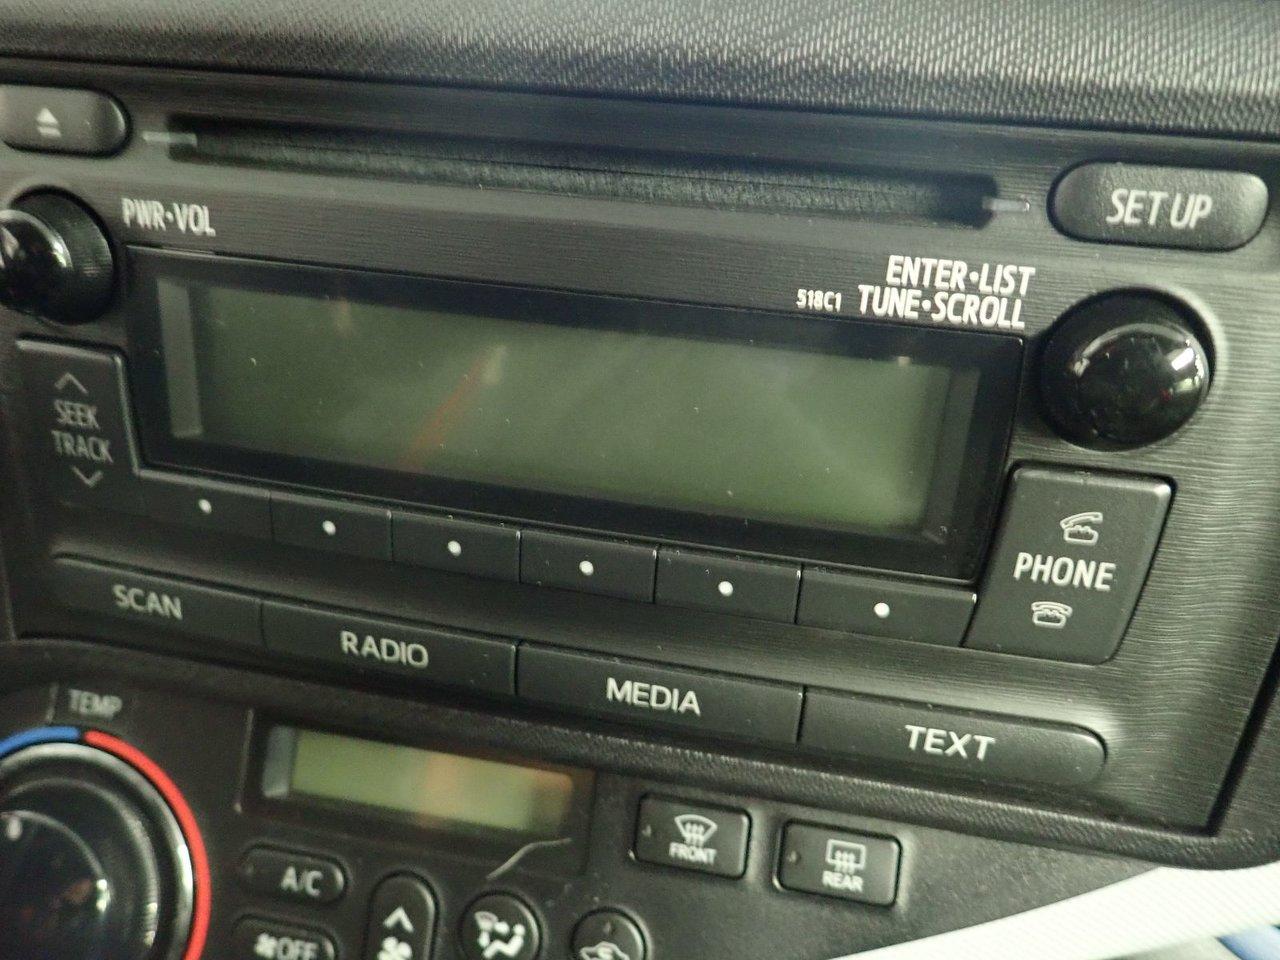 PWR•VOL
SET UP
ENTER•LIST
518C1 TUNE•SCROLL
SEEK
TRACK
PHONE
SCAN
RADIO
MEDIA
TEXT
TEMP
FRONT
REAR
A/C
OFF